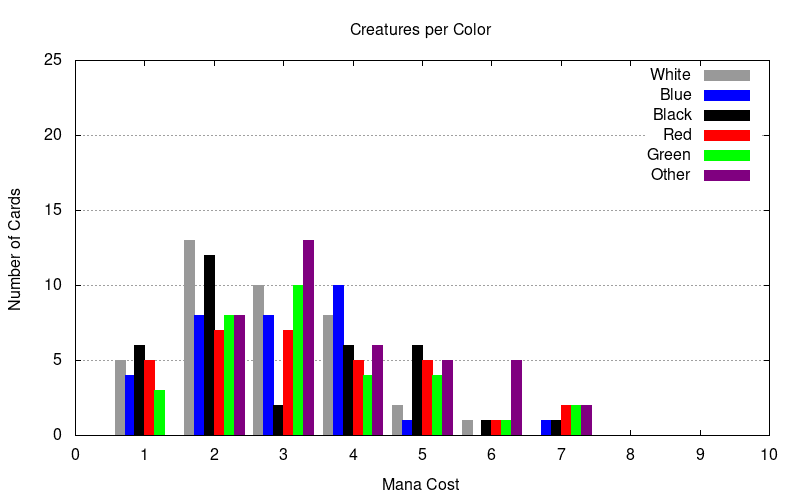 Creatures per Color
25
20
15
10
5
0
Number of Cards
White
Blue
Black
Red
Green
Other
0 1 2 3 4 5 6 7 8 9 10
Mana Cost